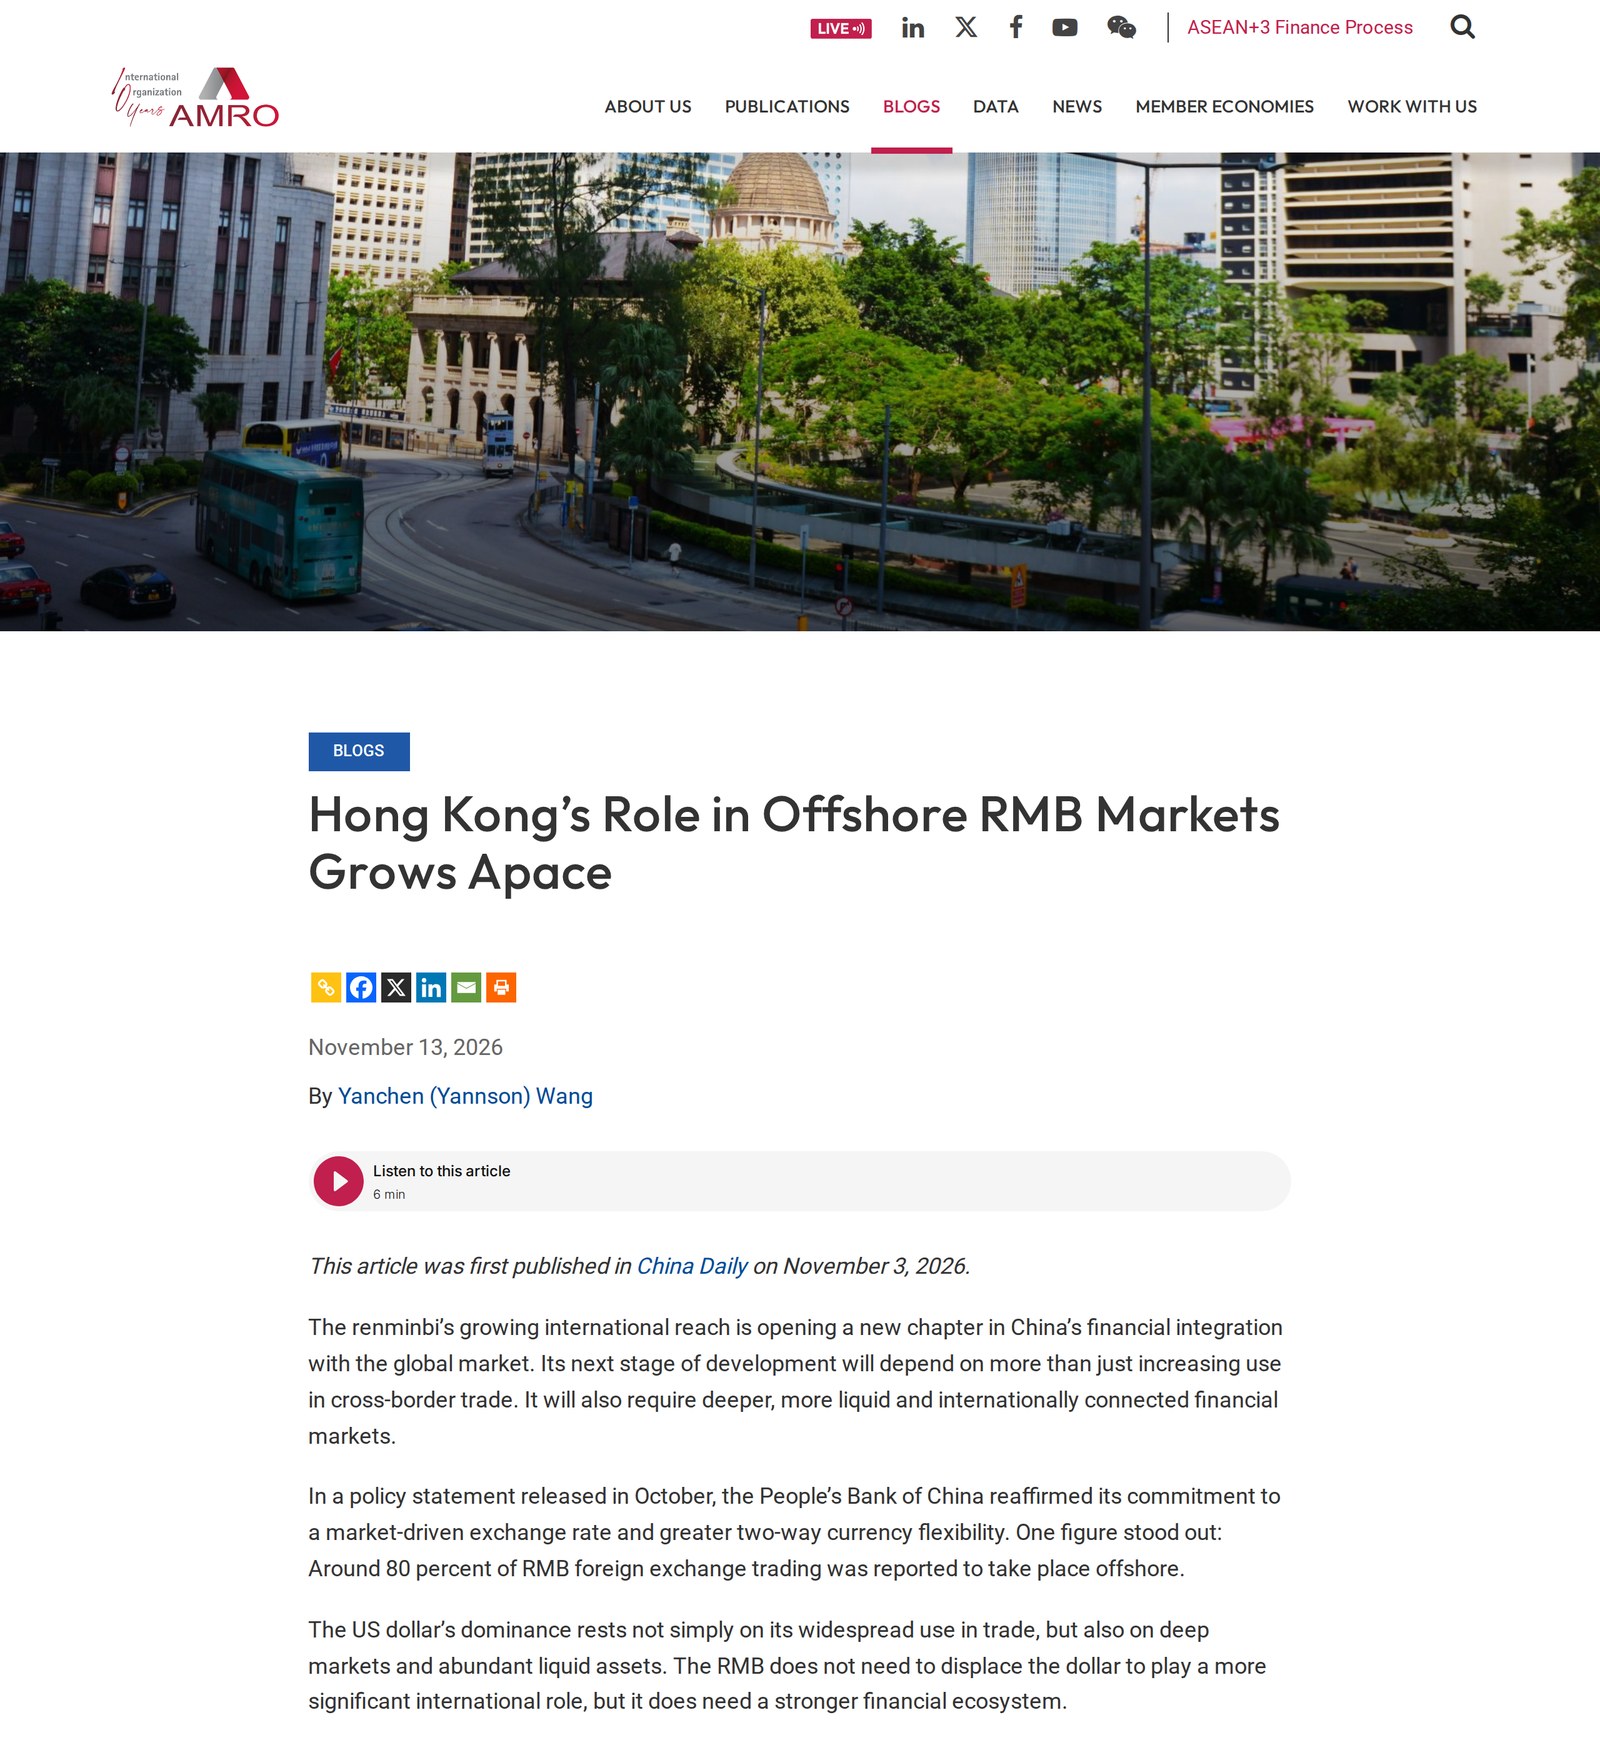 LIVE
ASEAN+3 Finance Process
International
Organization
10 Years
AMRO
ABOUT US
PUBLICATIONS
BLOGS
DATA
NEWS
MEMBER ECONOMIES
WORK WITH US
BLOGS
Hong Kong’s Role in Offshore RMB Markets
Grows Apace
November 13, 2026
By Yanchen (Yannson) Wang
Listen to this article
6 min
This article was first published in China Daily on November 3, 2026.
The renminbi’s growing international reach is opening a new chapter in China’s financial integration
with the global market. Its next stage of development will depend on more than just increasing use
in cross-border trade. It will also require deeper, more liquid and internationally connected financial
markets.
In a policy statement released in October, the People’s Bank of China reaffirmed its commitment to
a market-driven exchange rate and greater two-way currency flexibility. One figure stood out:
Around 80 percent of RMB foreign exchange trading was reported to take place offshore.
The US dollar’s dominance rests not simply on its widespread use in trade, but also on deep
markets and abundant liquid assets. The RMB does not need to displace the dollar to play a more
significant international role, but it does need a stronger financial ecosystem.